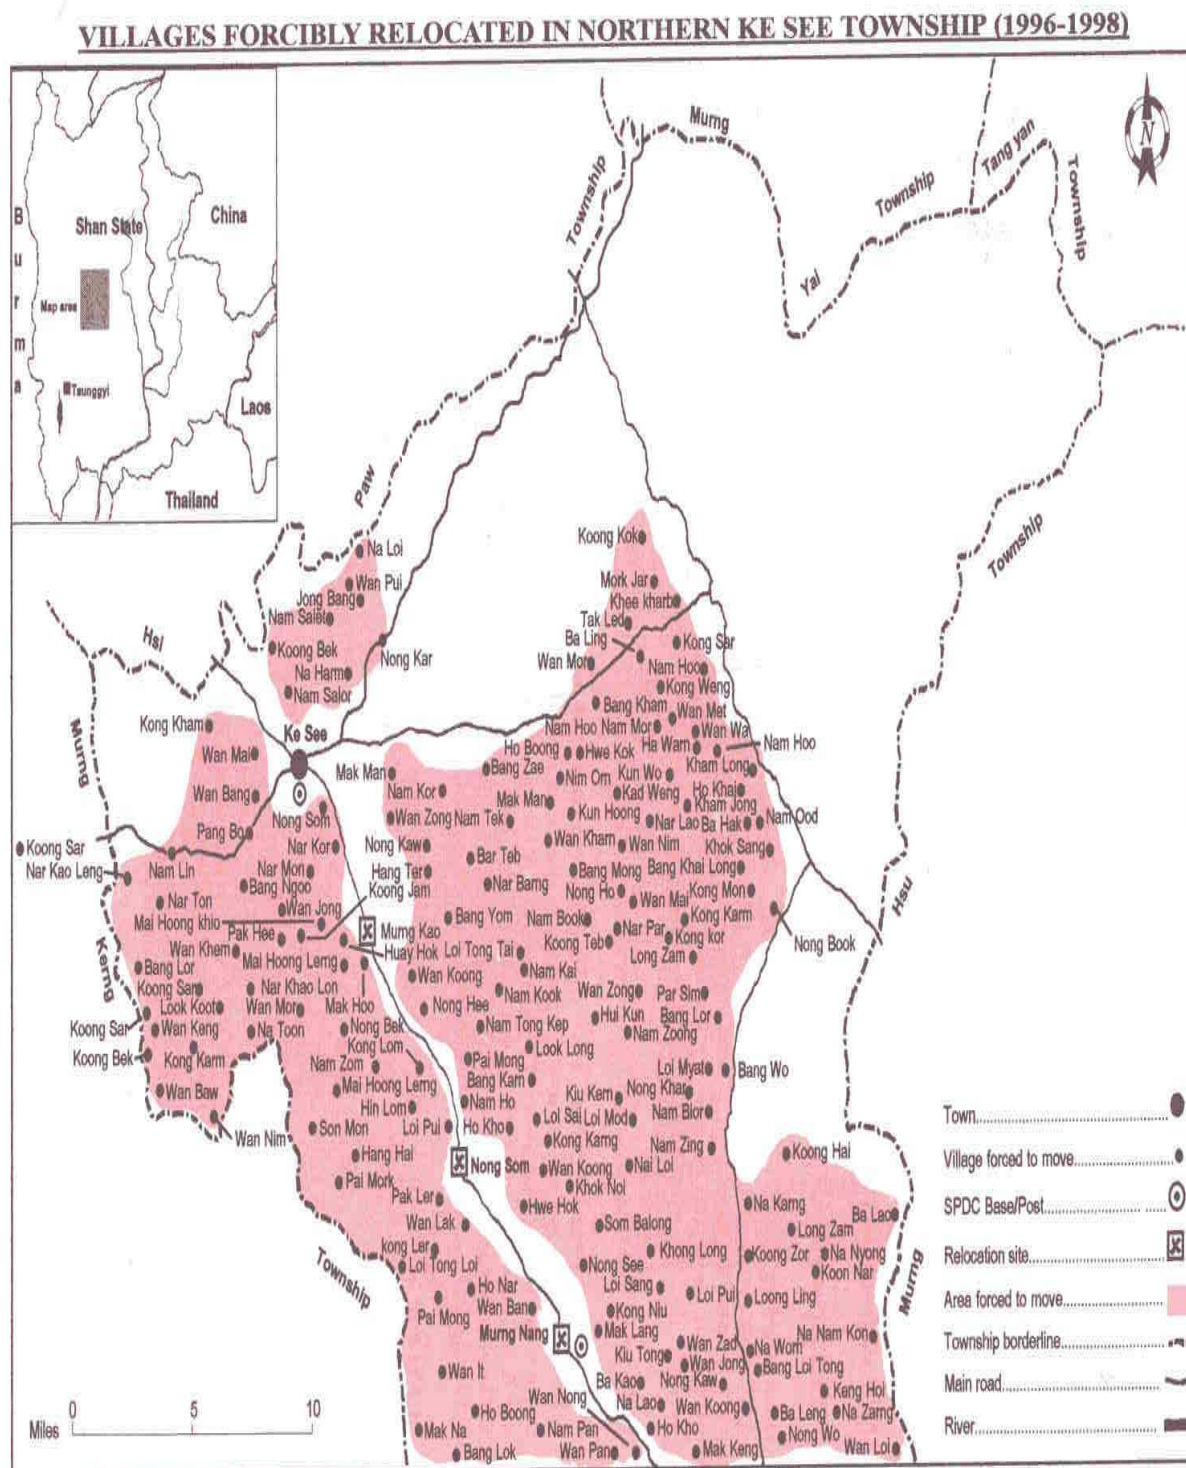 VILLAGES FORCIBLY RELOCATED IN NORTHERN KE SEE TOWNSHIP (1996-1998)
Burma
Shan State
China
Map area
Tsunggyi
Laos
Thailand
N
Murng
Township
Township
Tang yan
Township
Yai
Paw
Township
Hsi
Murng
Kerng
Hsu
Township
Murng
Na Loi
Wan Pui
Jong Bang
Nam Salet
Koong Bek
Nong Kar
Na Harm
Nam Salor
Koong Kok
Mork Jar
Khee kharb
Tak Led
Ba Ling
Kong Sar
Wan Mor
Nam Hoo
Kong Weng
Bang Kham
Wan Met
Nam Hoo Nam Mor
Wan Wa
Ho Boong
Hwe Kok
Ha Warn
Nam Hoo
Kong Kham
Ke See
Wan Mai
Mak Man
Bang Zae
Nim Om
Kun Wo
Kham Long
Nam Kor
Mak Man
Kad Weng
Ho Khai
Kham Jong
Wan Bang
Nong Som
Wan Zong
Nam Tek
Kun Hoong
Nar Lao
Ba Hak
Nam Ood
Pang Bo
Koong Sar
Nar Kor
Nong Kaw
Wan Kham
Wan Nim
Khok Sang
Nar Kao Leng
Nam Lin
Nar Mon
Hang Ter
Bar Teb
Bang Mong
Bang Khai Long
Bang Ngoo
Koong Jam
Nar Barng
Nong Ho
Kong Mon
Nar Ton
Wan Jong
Wan Mai
Mai Hoong khio
Bang Yom
Nam Book
Kong Karm
Pak Hee
Murng Kao
Nar Par
Kong kor
Nong Book
Wan Khem
Mai Hoong Lerng
Huay Hok
Loi Tong Tai
Koong Teb
Long Zam
Bang Lor
Wan Koong
Nam Kai
Koong Sar
Nar Khao Lon
Nam Kook
Wan Zong
Par Sim
Look Koot
Wan Mor
Mak Hoo
Nong Hee
Hui Kun
Bang Lor
Koong Sar
Wan Keng
Na Toon
Nong Bek
Nam Tong Kep
Nam Zoong
Koong Bek
Kong Karm
Kong Lom
Look Long
Nam Zom
Pai Mong
Loi Myat
Bang Wo
Wan Baw
Mai Hoong Lerng
Bang Karn
Kiu Kem
Nong Khar
Hin Lom
Nam Ho
Loi Sai
Loi Mod
Nam Bior
Wan Nim
Son Mon
Loi Pui
Ho Kho
Kong Karng
Nam Zing
Koong Hai
Hang Hai
Nong Som
Wan Koong
Nai Loi
Pai Mork
Khok Noi
Pak Ler
Hwe Hok
Na Karng
Ba Lao
Wan Lak
Som Balong
Long Zam
kong Lar
Khong Long
Koong Zor
Na Nyong
Loi Tong Loi
Nong See
Koon Nar
Ho Nar
Loi Sang
Loi Pui
Loong Ling
Pai Mong
Wan Ban
Kong Niu
Murng Nang
Mak Lang
Na Nam Kon
Wan Zad
Na Worn
Kiu Tong
Wan Jong
Bang Loi Tong
Wan It
Ba Kao
Nong Kaw
Keng Hoi
Wan Nong
Na Lao
Wan Koong
Ba Leng
Na Zarng
Ho Boong
Ho Kho
Nong Wo
Mak Na
Nam Pan
Wan Loi
Bang Lok
Wan Pan
Mak Keng
Township
Town
Village forced to move
SPDC Base/Post
Relocation site
Area forced to move
Township borderline
Main road
River
0 5 10
Miles